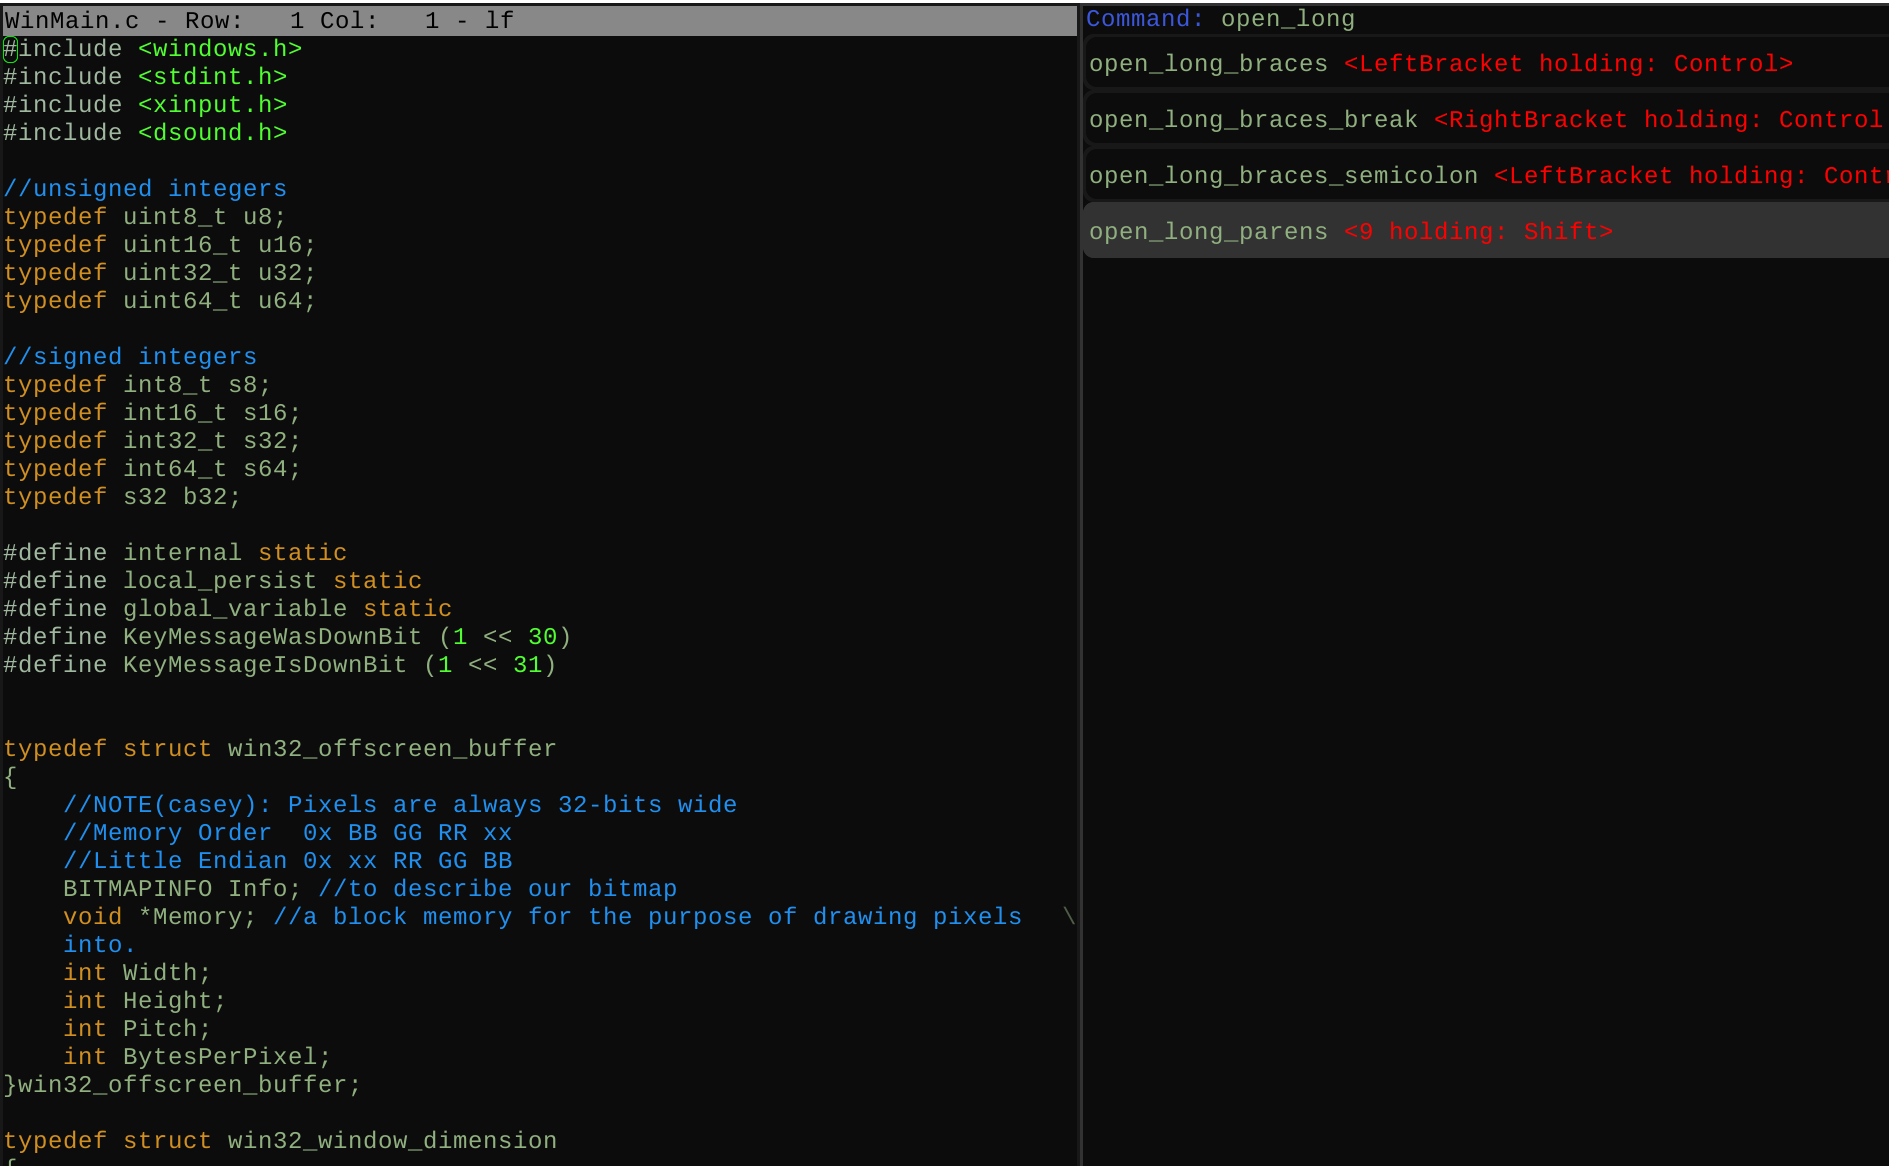 WinMain.c - Row:   1 Col:   1 - lf
#include <windows.h>
#include <stdint.h>
#include <xinput.h>
#include <dsound.h>
//unsigned integers
typedef uint8_t u8;
typedef uint16_t u16;
typedef uint32_t u32;
typedef uint64_t u64;
//signed integers
typedef int8_t s8;
typedef int16_t s16;
typedef int32_t s32;
typedef int64_t s64;
typedef s32 b32;
#define internal static
#define local_persist static
#define global_variable static
#define KeyMessageWasDownBit (1 << 30)
#define KeyMessageIsDownBit (1 << 31)
typedef struct win32_offscreen_buffer
{
    //NOTE(casey): Pixels are always 32-bits wide
    //Memory Order  0x BB GG RR xx
    //Little Endian 0x xx RR GG BB
    BITMAPINFO Info; //to describe our bitmap
    void *Memory; //a block memory for the purpose of drawing pixels   \
    into.
    int Width;
    int Height;
    int Pitch;
    int BytesPerPixel;
}win32_offscreen_buffer;
typedef struct win32_window_dimension
{
Command: open_long
open_long_braces <LeftBracket holding: Control>
open_long_braces_break <RightBracket holding: Control
open_long_braces_semicolon <LeftBracket holding: Cont
open_long_parens <9 holding: Shift>